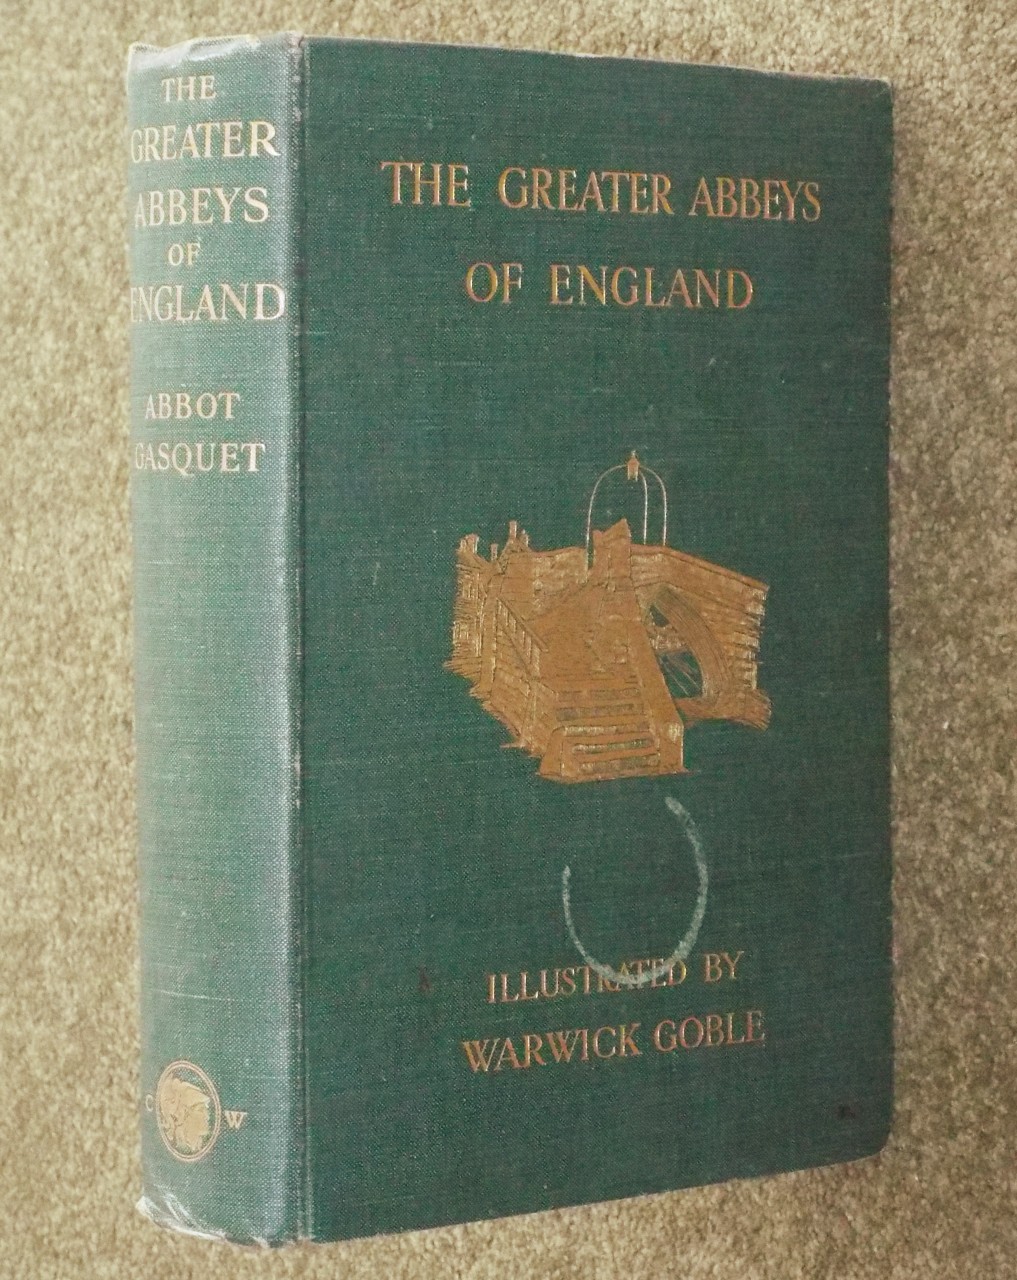 THE
GREATER
ABBEYS
OF
ENGLAND
ABBOT
GASQUET
C W
THE GREATER ABBEYS
OF ENGLAND
ILLUSTRATED BY
WARWICK GOBLE